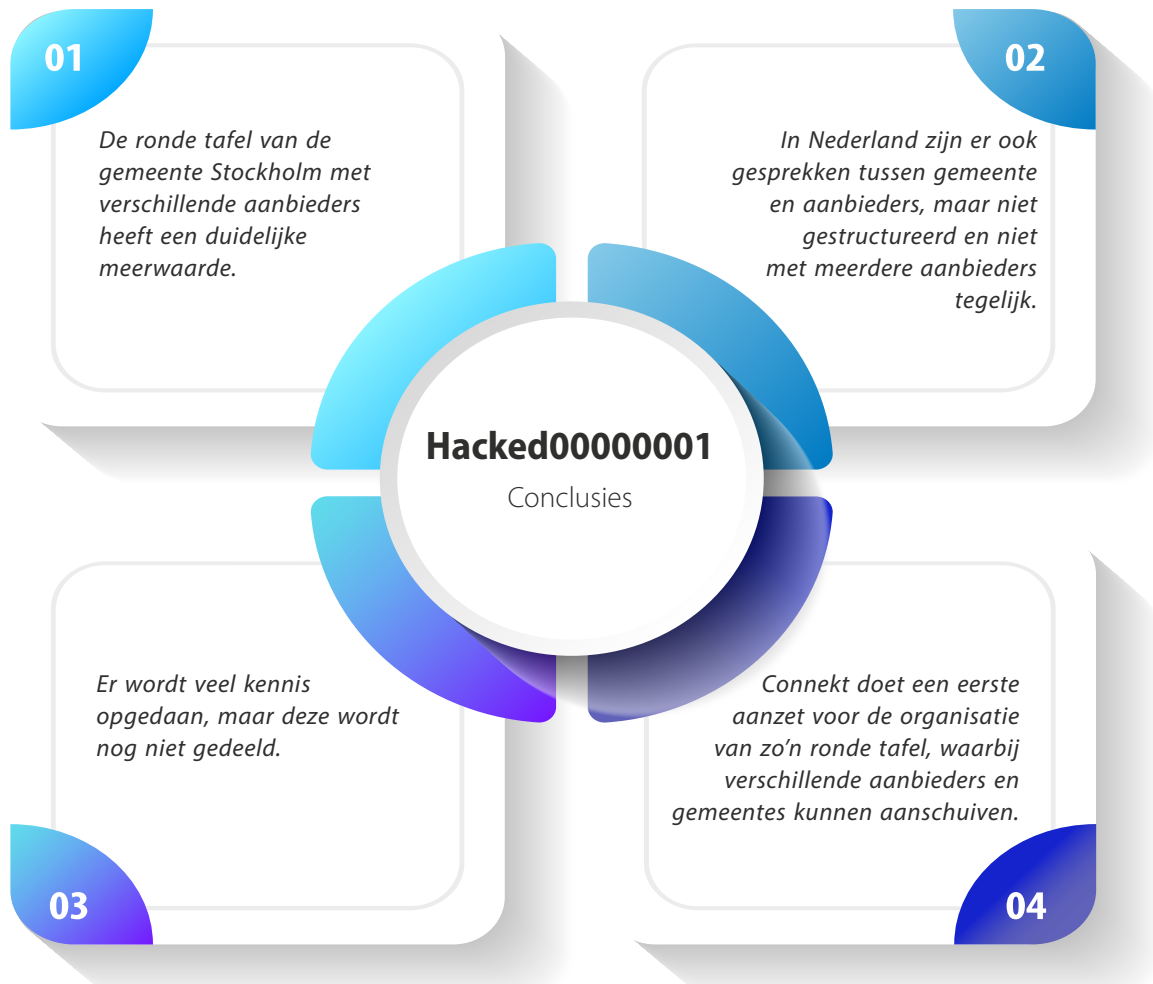 01
De ronde tafel van de
gemeente Stockholm met
verschillende aanbieders
heeft een duidelijke
meerwaarde.
02
In Nederland zijn er ook
gesprekken tussen gemeente
en aanbieders, maar niet
gestructureerd en niet
met meerdere aanbieders
tegelijk.
Hacked00000001
Conclusies
Er wordt veel kennis
opgedaan, maar deze wordt
nog niet gedeeld.
03
Connekt doet een eerste
aanzet voor de organisatie
van zo’n ronde tafel, waarbij
verschillende aanbieders en
gemeentes kunnen aanschuiven.
04